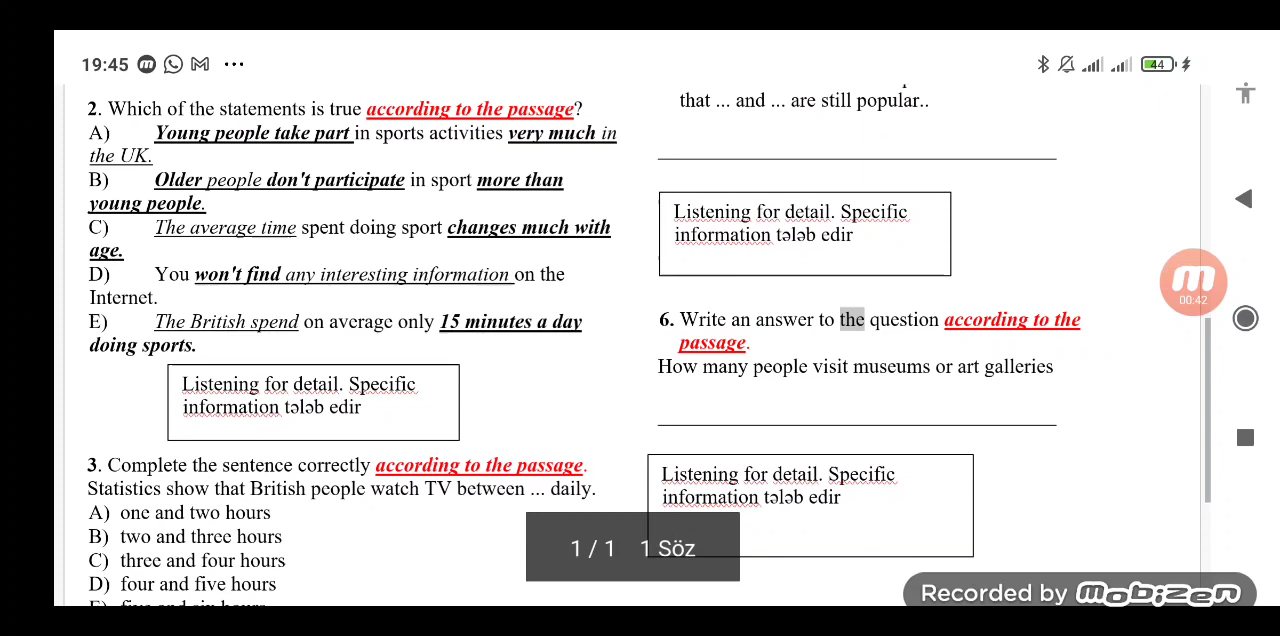 19:45
44
2. Which of the statements is true according to the passage?
A) Young people take part in sports activities very much in
the UK.
B) Older people don't participate in sport more than
young people.
C) The average time spent doing sport changes much with
age.
D) You won't find any interesting information on the
Internet.
E) The British spend on average only 15 minutes a day
doing sports.
Listening for detail. Specific
information tələb edir
3. Complete the sentence correctly according to the passage.
Statistics show that British people watch TV between ... daily.
A) one and two hours
B) two and three hours
C) three and four hours
D) four and five hours
E) five and six hours
that ... and ... are still popular..
Listening for detail. Specific
information tələb edir
6. Write an answer to the question according to the
passage.
How many people visit museums or art galleries
Listening for detail. Specific
information tələb edir
1 / 1 1 Söz
00:42
Recorded by mobizen